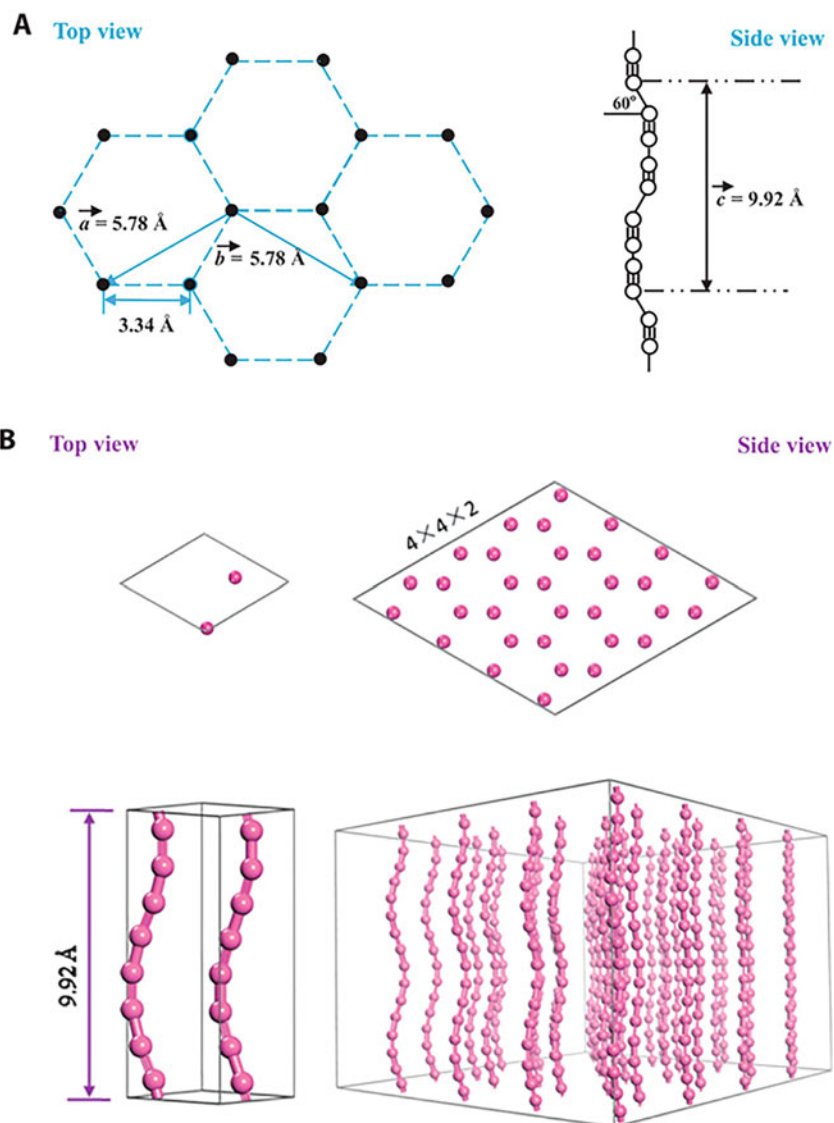 A
Top view
Side view
60°
a = 5.78 Å
b = 5.78 Å
c = 9.92 Å
3.34 Å
B
Top view
Side view
4×4×2
9.92 Å